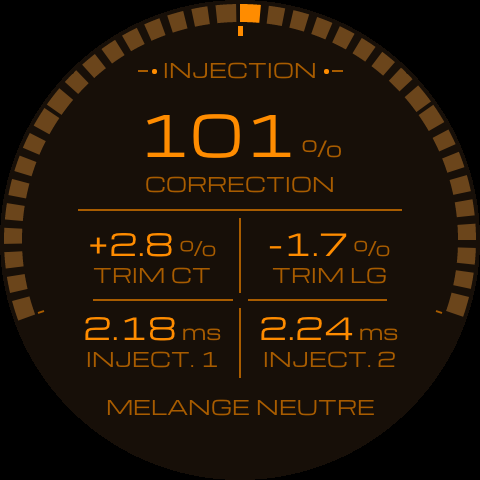 INJECTION
101 %
CORRECTION
+2.8 % -1.7 %
TRIM CT TRIM LG
2.18 ms 2.24 ms
INJECT. 1 INJECT. 2
MELANGE NEUTRE